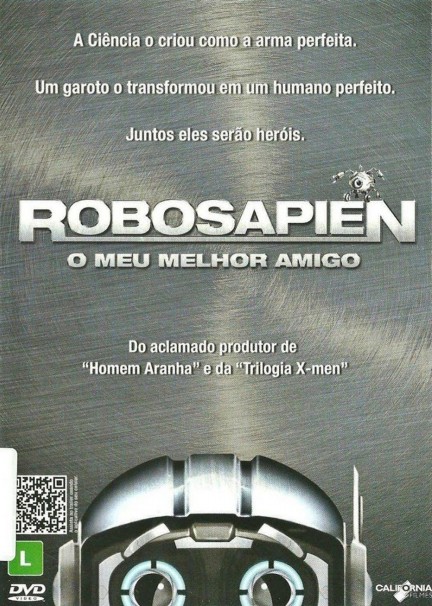 A Ciência o criou como a arma perfeita.
Um garoto o transformou em um humano perfeito.
Juntos eles serão heróis.
ROBOSAPIEN
O MEU MELHOR AMIGO
Do aclamado produtor de
“Homem Aranha” e da “Trilogia X-men”
L
DVD
VIDEO
CALIFORNIA
FILMES